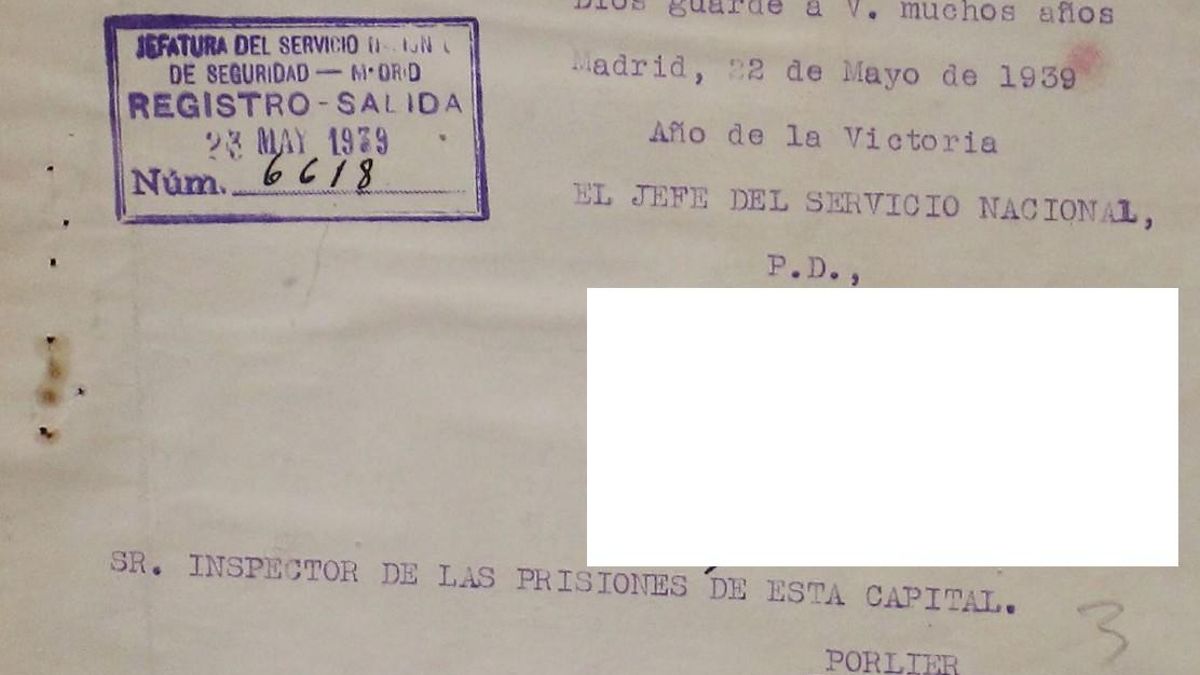 JEFATURA DEL SERVICIO
DE SEGURIDAD — MADRID
REGISTRO-SALIDA
23 MAY 1939
Núm. 6618
Dios guarde a V. muchos años
Madrid, 22 de Mayo de 1939
Año de la Victoria
EL JEFE DEL SERVICIO NACIONAL,
P.D.,
SR. INSPECTOR DE LAS PRISIONES DE ESTA CAPITAL.
3
PORLIER